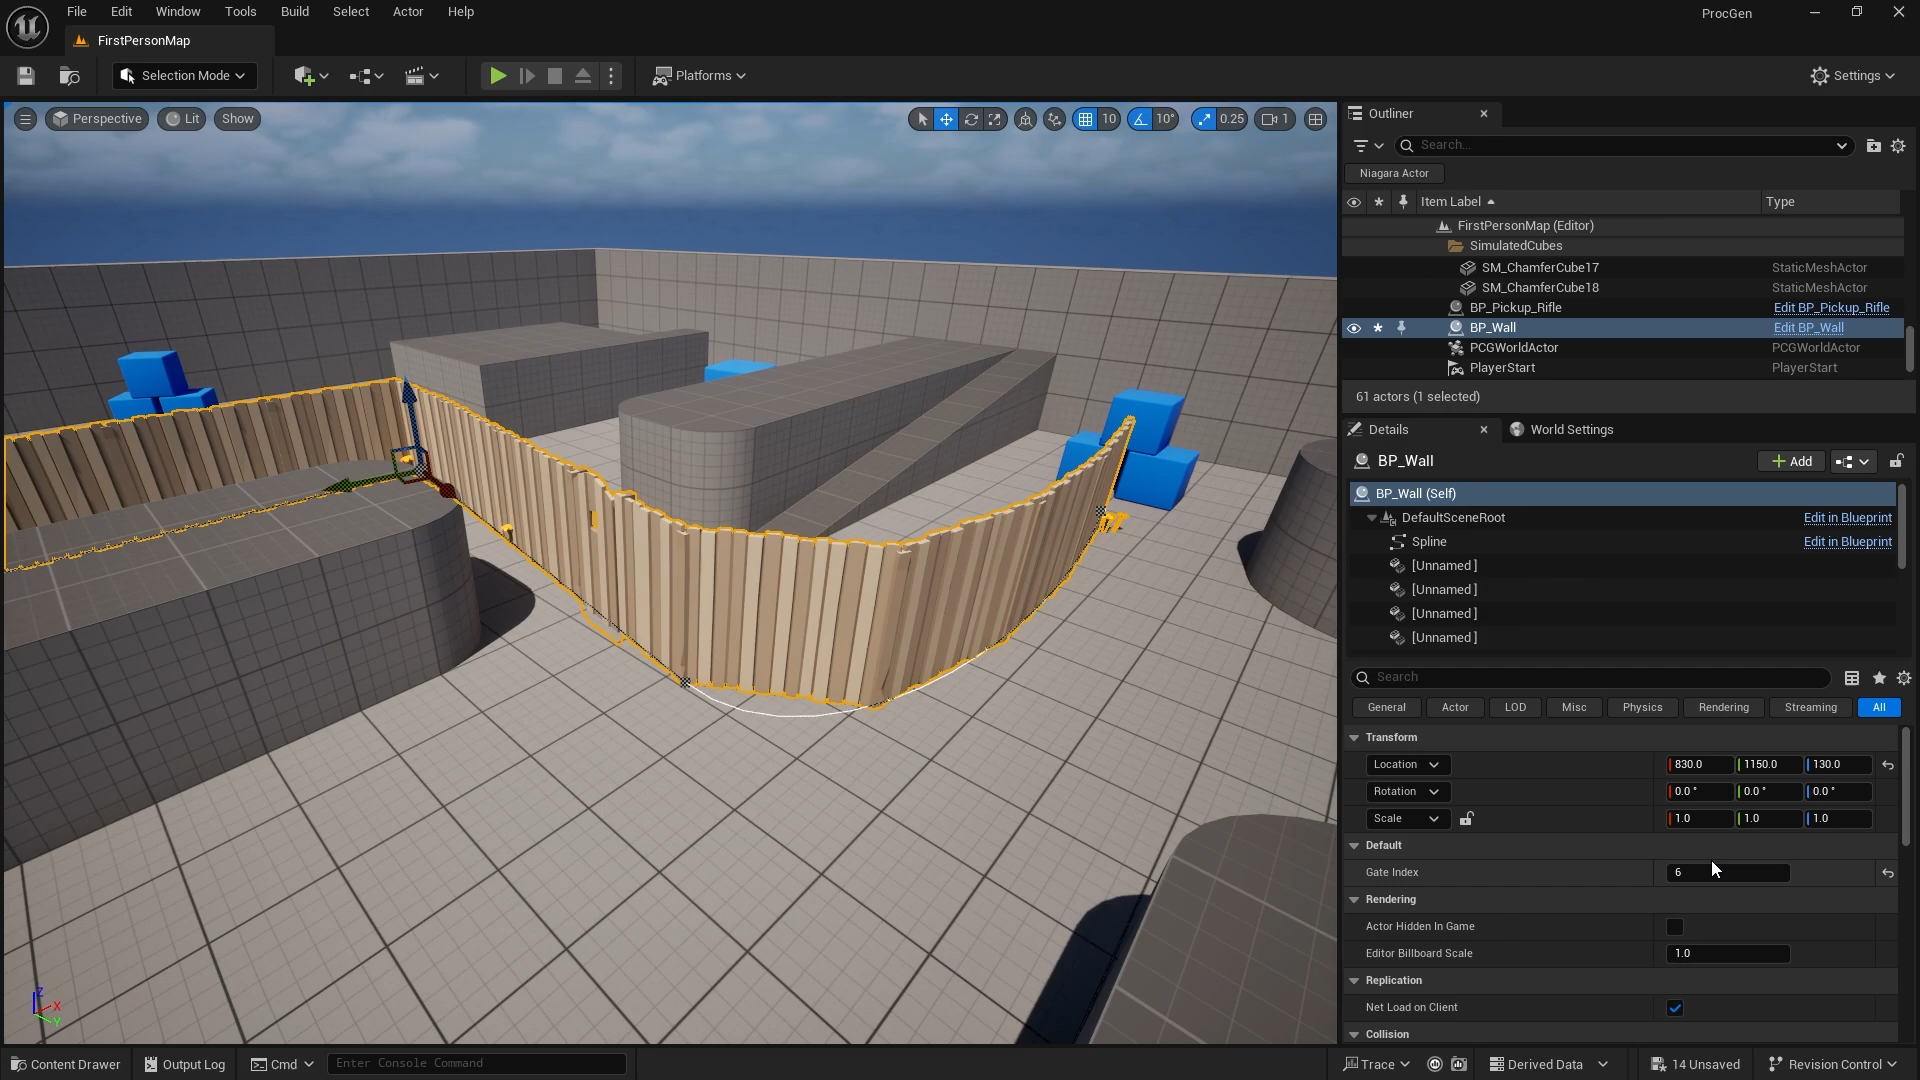 File Edit Window Tools Build Select Actor Help
ProcGen
FirstPersonMap
Selection Mode
Platforms
Settings
Perspective
Lit
Show
10
10°
0.25
1
Outliner
Search...
Niagara Actor
Item Label
Type
FirstPersonMap (Editor)
SimulatedCubes
SM_ChamferCube17 StaticMeshActor
SM_ChamferCube18 StaticMeshActor
BP_Pickup_Rifle Edit BP_Pickup_Rifle
BP_Wall Edit BP_Wall
PCGWorldActor PCGWorldActor
PlayerStart PlayerStart
61 actors (1 selected)
Details
World Settings
BP_Wall
Add
BP_Wall (Self)
DefaultSceneRoot Edit in Blueprint
Spline Edit in Blueprint
[Unnamed ]
[Unnamed ]
[Unnamed ]
[Unnamed ]
Search
General Actor LOD Misc Physics Rendering Streaming All
Transform
Location 830.0 1150.0 130.0
Rotation 0.0 ° 0.0 ° 0.0 °
Scale 1.0 1.0 1.0
Default
Gate Index 6
Rendering
Actor Hidden In Game
Editor Billboard Scale 1.0
Replication
Net Load on Client
Collision
Z
X
Y
Content Drawer
Output Log
Cmd
Enter Console Command
Trace
Derived Data
14 Unsaved
Revision Control